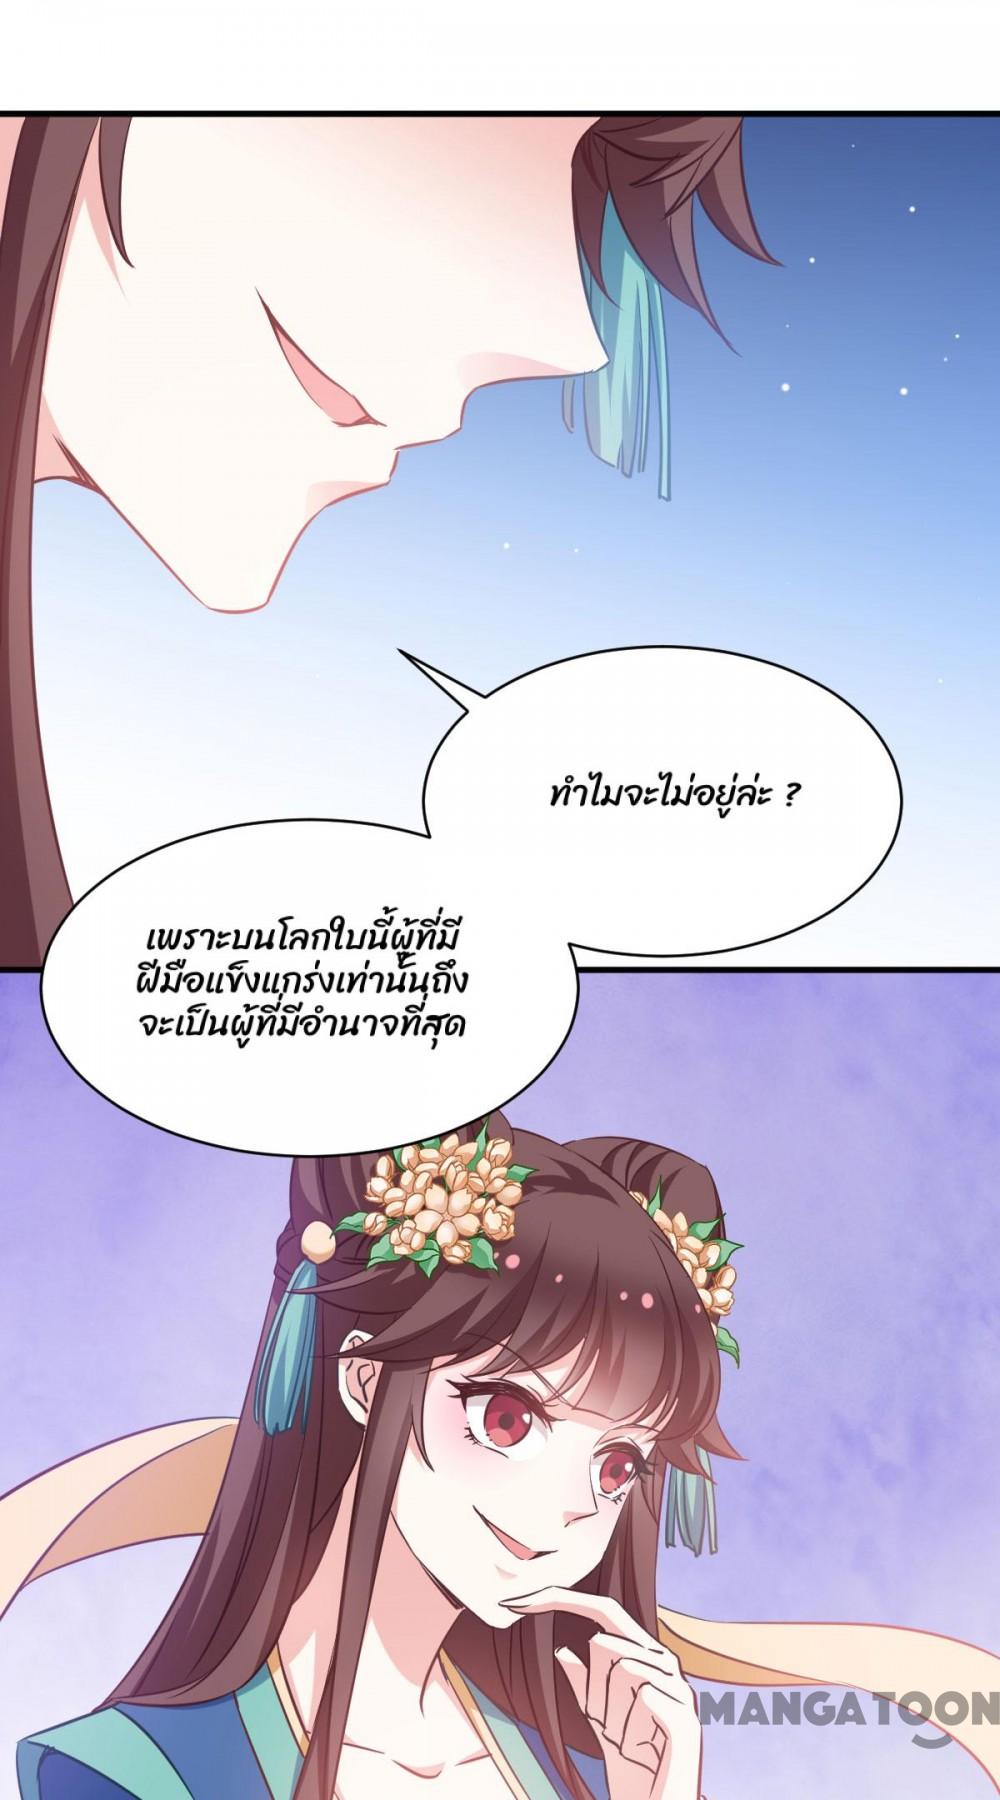 ทำไมจะไม่อยู่ล่ะ ?
เพราะบนโลกใบนี้ผู้ที่มี
ฝีมือแข็งแกร่งเท่านั้นถึง
จะเป็นผู้ที่มีอำนาจที่สุด
MANGATOON